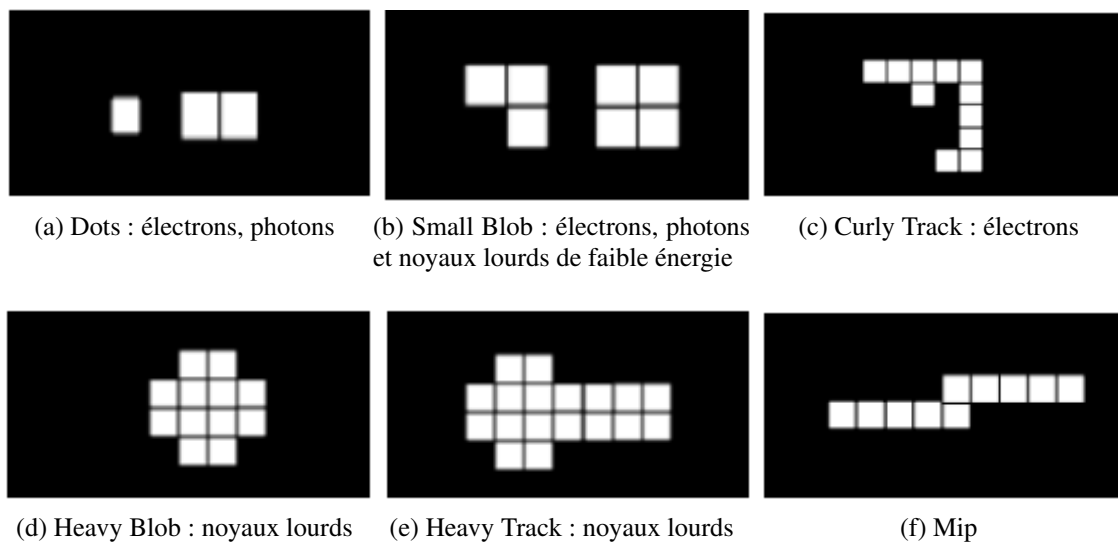 (a) Dots : électrons, photons
(b) Small Blob : électrons, photons
et noyaux lourds de faible énergie
(c) Curly Track : électrons
(d) Heavy Blob : noyaux lourds
(e) Heavy Track : noyaux lourds
(f) Mip